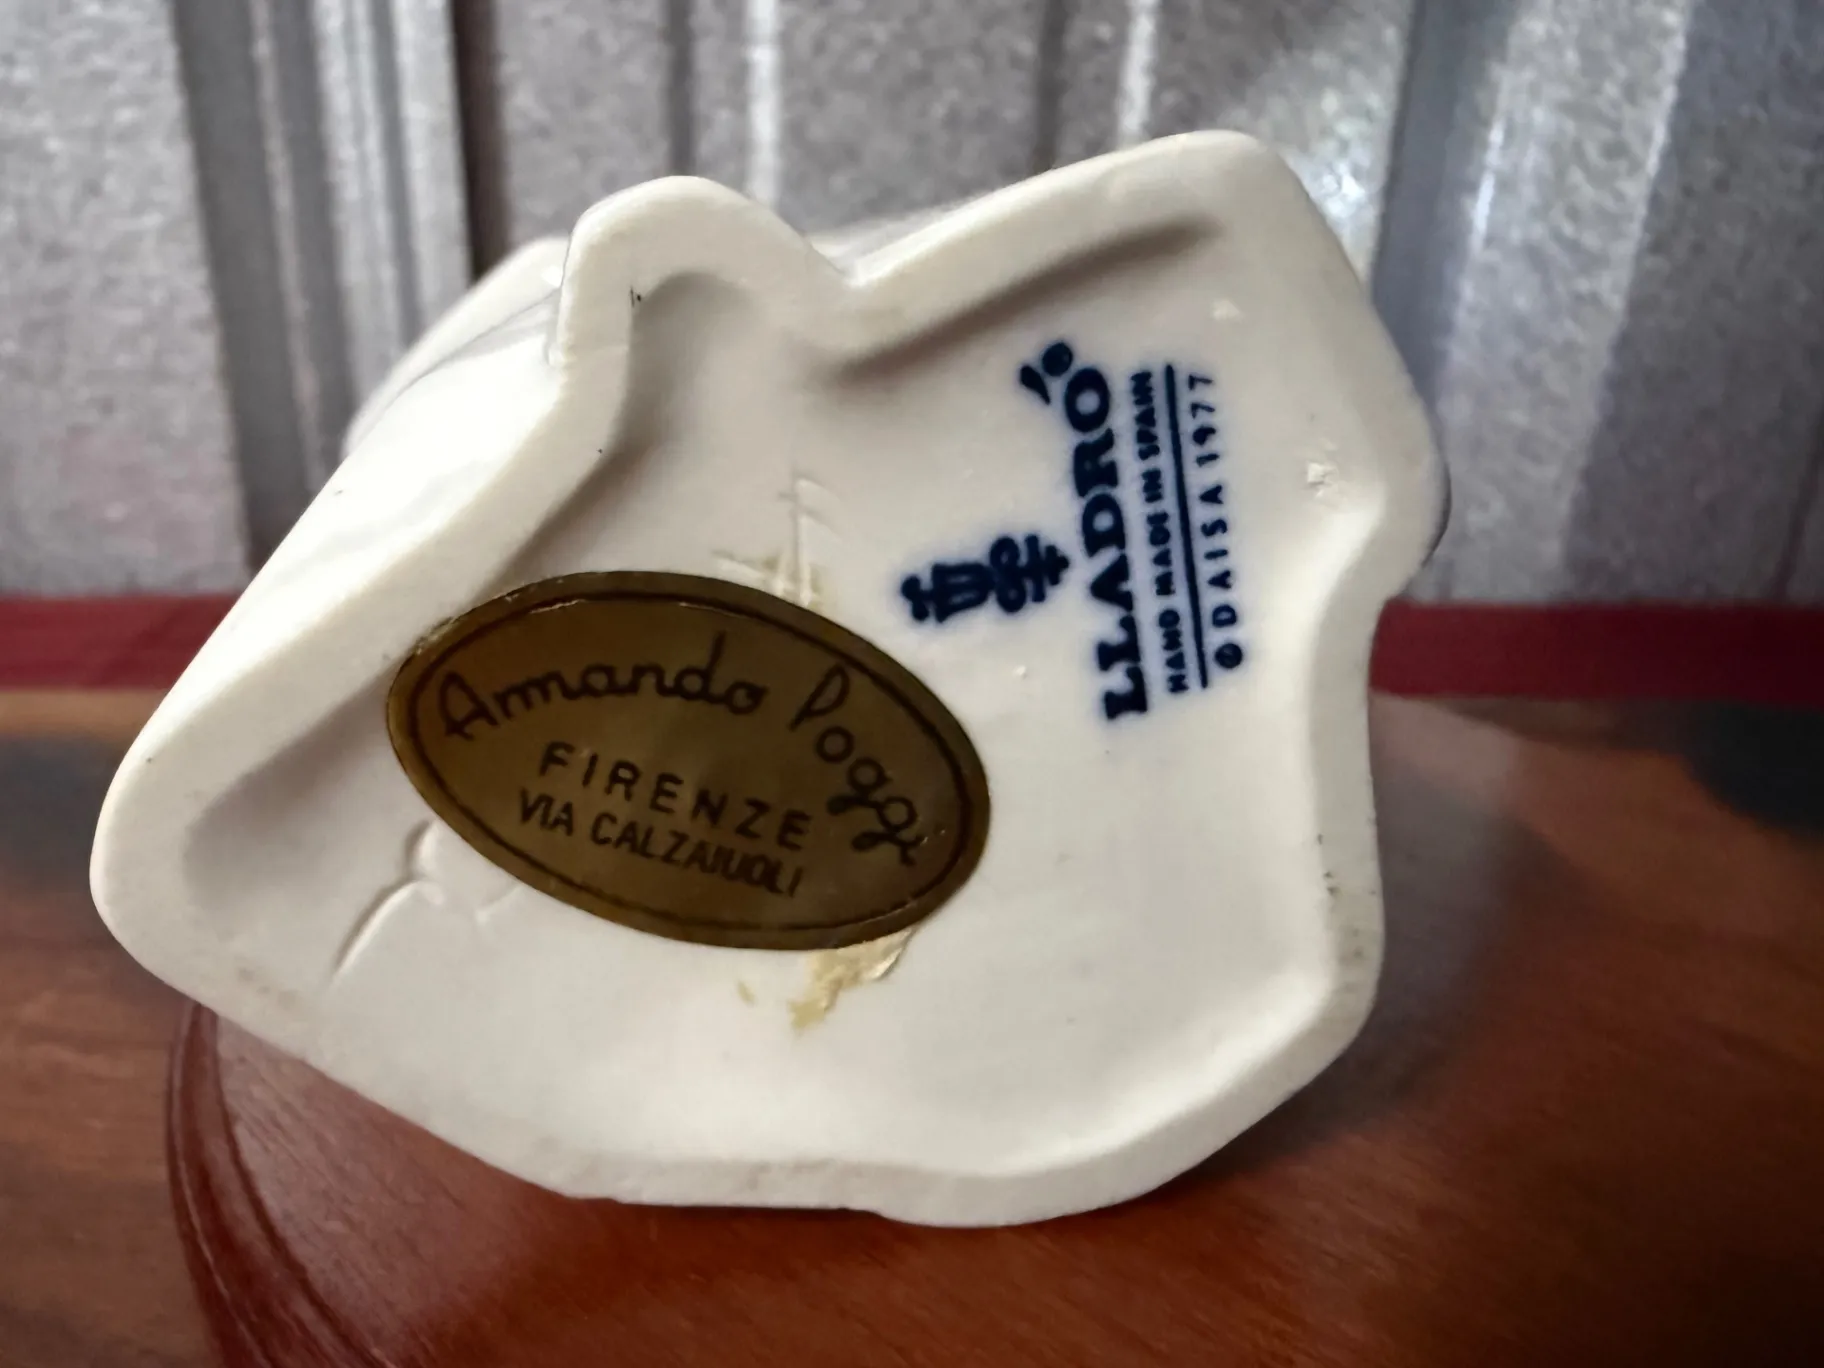 Armando Poggi
FIRENZE
VIA CALZAIUOLI
LLADRÓ®
HAND MADE IN SPAIN
© DAISA 1977